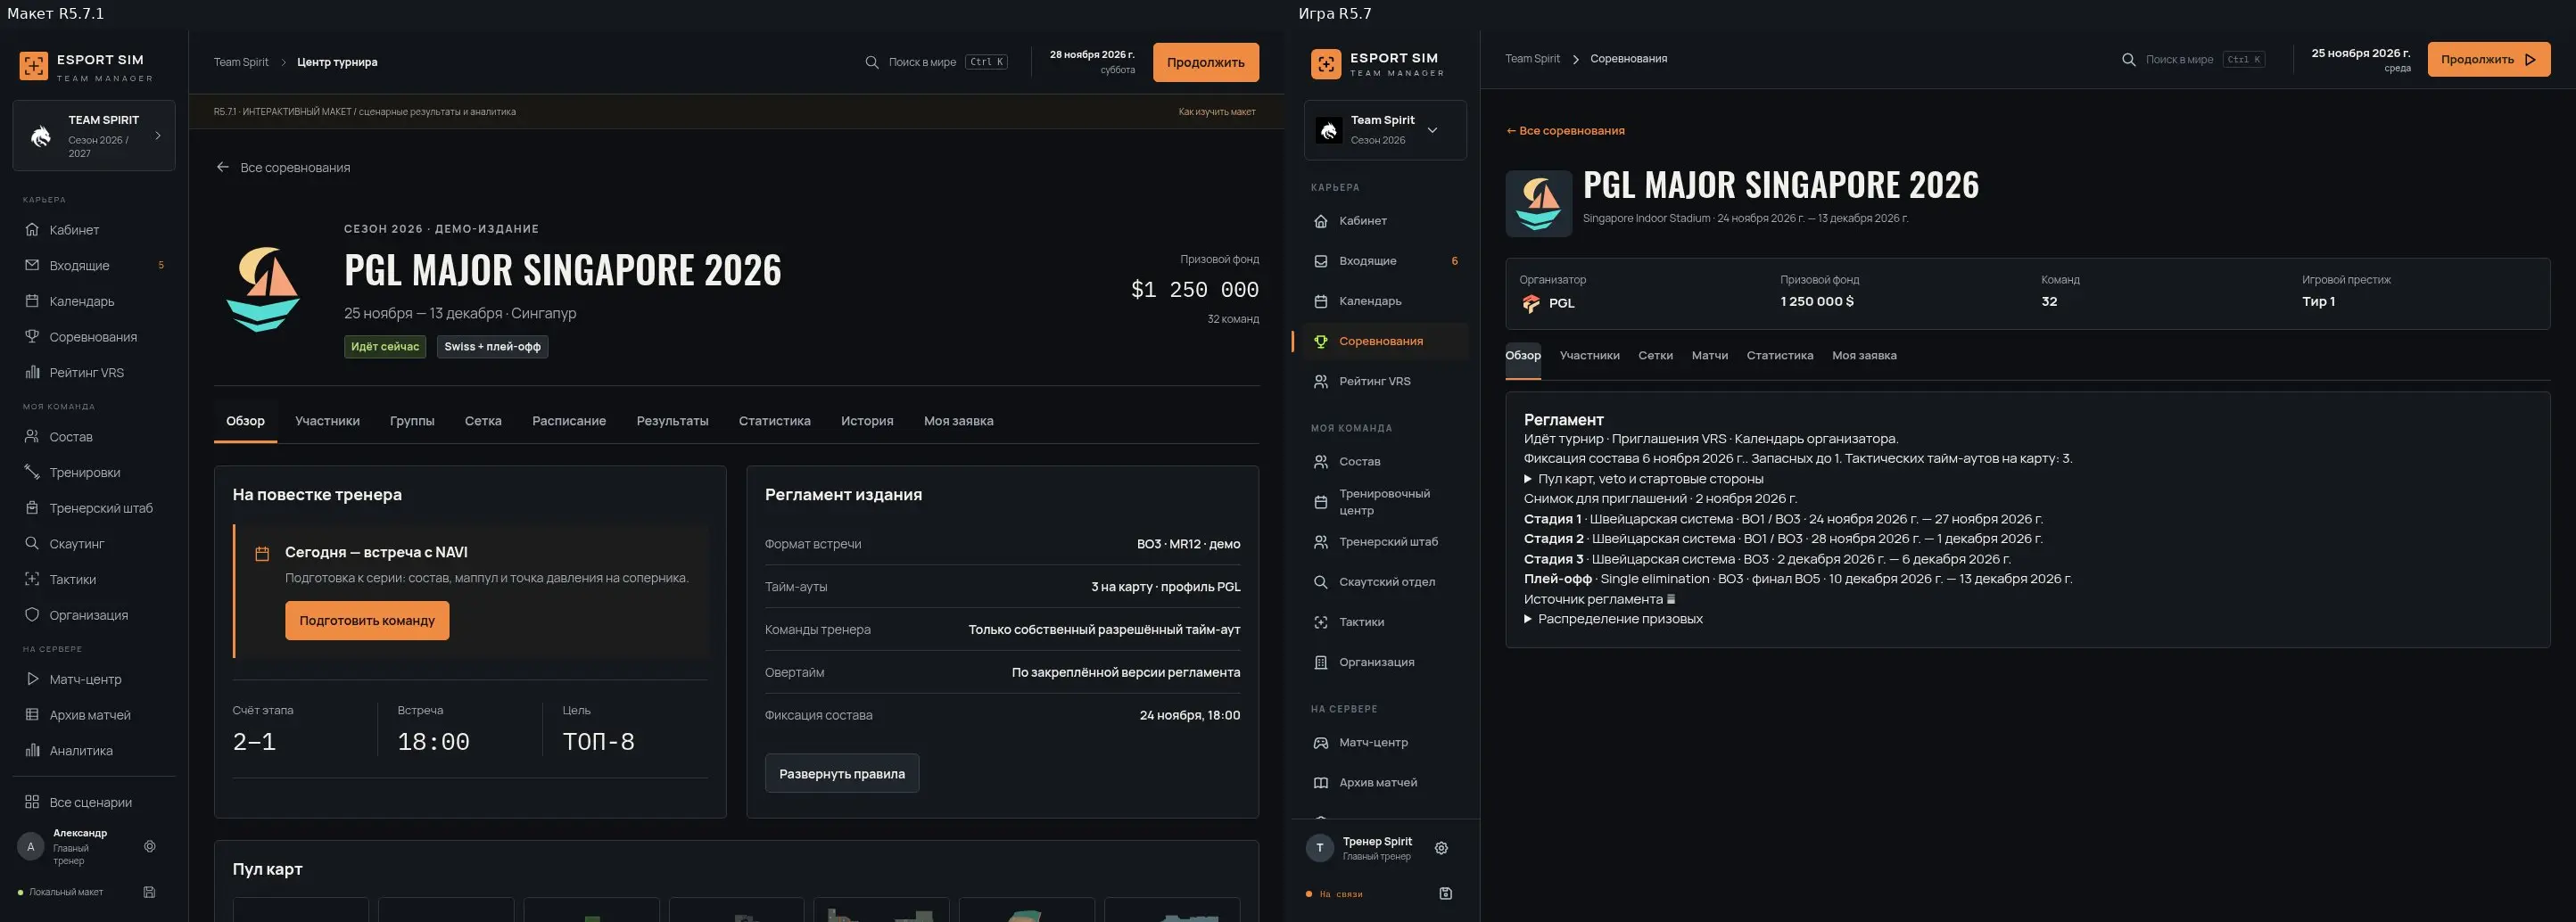 Макет R5.7.1
ESPORT SIM
TEAM MANAGER
TEAM SPIRIT
Сезон 2026 /
2027
КАРЬЕРА
Кабинет
Входящие 5
Календарь
Соревнования
Рейтинг VRS
МОЯ КОМАНДА
Состав
Тренировки
Тренерский штаб
Скаутинг
Тактики
Организация
НА СЕРВЕРЕ
Матч-центр
Архив матчей
Аналитика
Все сценарии
А
Александр
Главный
тренер
Локальный макет
Team Spirit > Центр турнира
Поиск в мире Ctrl K
28 ноября 2026 г.
суббота
Продолжить
R5.7.1 · ИНТЕРАКТИВНЫЙ МАКЕТ / сценарные результаты и аналитика
Как изучить макет
← Все соревнования
СЕЗОН 2026 · ДЕМО-ИЗДАНИЕ
PGL MAJOR SINGAPORE 2026
25 ноября — 13 декабря · Сингапур
Идёт сейчас Swiss + плей-офф
Призовой фонд
$1 250 000
32 команд
Обзор Участники Группы Сетка Расписание Результаты Статистика История Моя заявка
На повестке тренера
Сегодня — встреча с NAVI
Подготовка к серии: состав, маппул и точка давления на соперника.
Подготовить команду
Счёт этапа Встреча Цель
2–1 18:00 ТОП-8
Регламент издания
Формат встречи BO3 · MR12 · демо
Тайм-ауты 3 на карту · профиль PGL
Команды тренера Только собственный разрешённый тайм-аут
Овертайм По закреплённой версии регламента
Фиксация состава 24 ноября, 18:00
Развернуть правила
Пул карт
Игра R5.7
ESPORT SIM
TEAM MANAGER
Team Spirit
Сезон 2026
КАРЬЕРА
Кабинет
Входящие 6
Календарь
Соревнования
Рейтинг VRS
МОЯ КОМАНДА
Состав
Тренировочный
центр
Тренерский штаб
Скаутский отдел
Тактики
Организация
НА СЕРВЕРЕ
Матч-центр
Архив матчей
Т
Тренер Spirit
Главный тренер
На связи
Team Spirit > Соревнования
Поиск в мире Ctrl K
25 ноября 2026 г.
среда
Продолжить
← Все соревнования
PGL MAJOR SINGAPORE 2026
Singapore Indoor Stadium · 24 ноября 2026 г. — 13 декабря 2026 г.
Организатор Призовой фонд Команд Игровой престиж
PGL 1 250 000 $ 32 Тир 1
Обзор Участники Сетки Матчи Статистика Моя заявка
Регламент
Идёт турнир · Приглашения VRS · Календарь организатора.
Фиксация состава 6 ноября 2026 г.. Запасных до 1. Тактических тайм-аутов на карту: 3.
▶ Пул карт, veto и стартовые стороны
Снимок для приглашений · 2 ноября 2026 г.
Стадия 1 · Швейцарская система · BO1 / BO3 · 24 ноября 2026 г. — 27 ноября 2026 г.
Стадия 2 · Швейцарская система · BO1 / BO3 · 28 ноября 2026 г. — 1 декабря 2026 г.
Стадия 3 · Швейцарская система · BO3 · 2 декабря 2026 г. — 6 декабря 2026 г.
Плей-офф · Single elimination · BO3 · финал BO5 · 10 декабря 2026 г. — 13 декабря 2026 г.
Источник регламента
▶ Распределение призовых